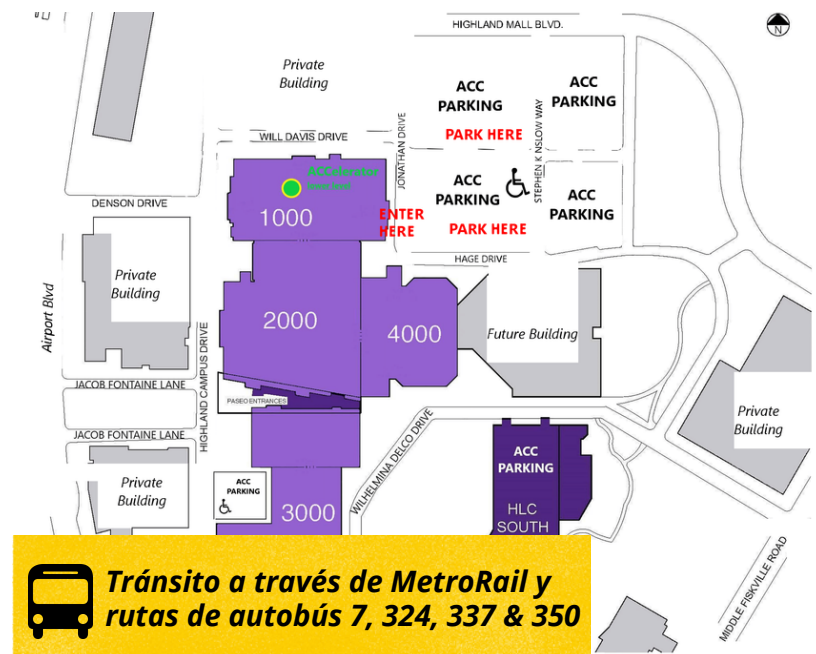 HIGHLAND MALL BLVD.
N
Private
Building
ACC
PARKING
PARK HERE
ACC
PARKING
JONATHAN DRIVE
STEPHEN K NSLOW WAY
WILL DAVIS DRIVE
ACCelerator
1000
ENTER
HERE
ACC
PARKING
PARK HERE
ACC
PARKING
DENSON DRIVE
HAGE DRIVE
Private
Building
Airport Blvd
HIGHLAND CAMPUS DRIVE
2000
4000
Future Building
JACOB FONTAINE LANE
PASEO ENTRANCES
JACOB FONTAINE LANE
WILHELMINA DELCO DRIVE
Private
Building
Private
Building
ACC
PARKING
3000
ACC
PARKING
HLC
SOUTH
MIDDLE FISKVILLE ROAD
Tránsito a través de MetroRail y
rutas de autobús 7, 324, 337 & 350